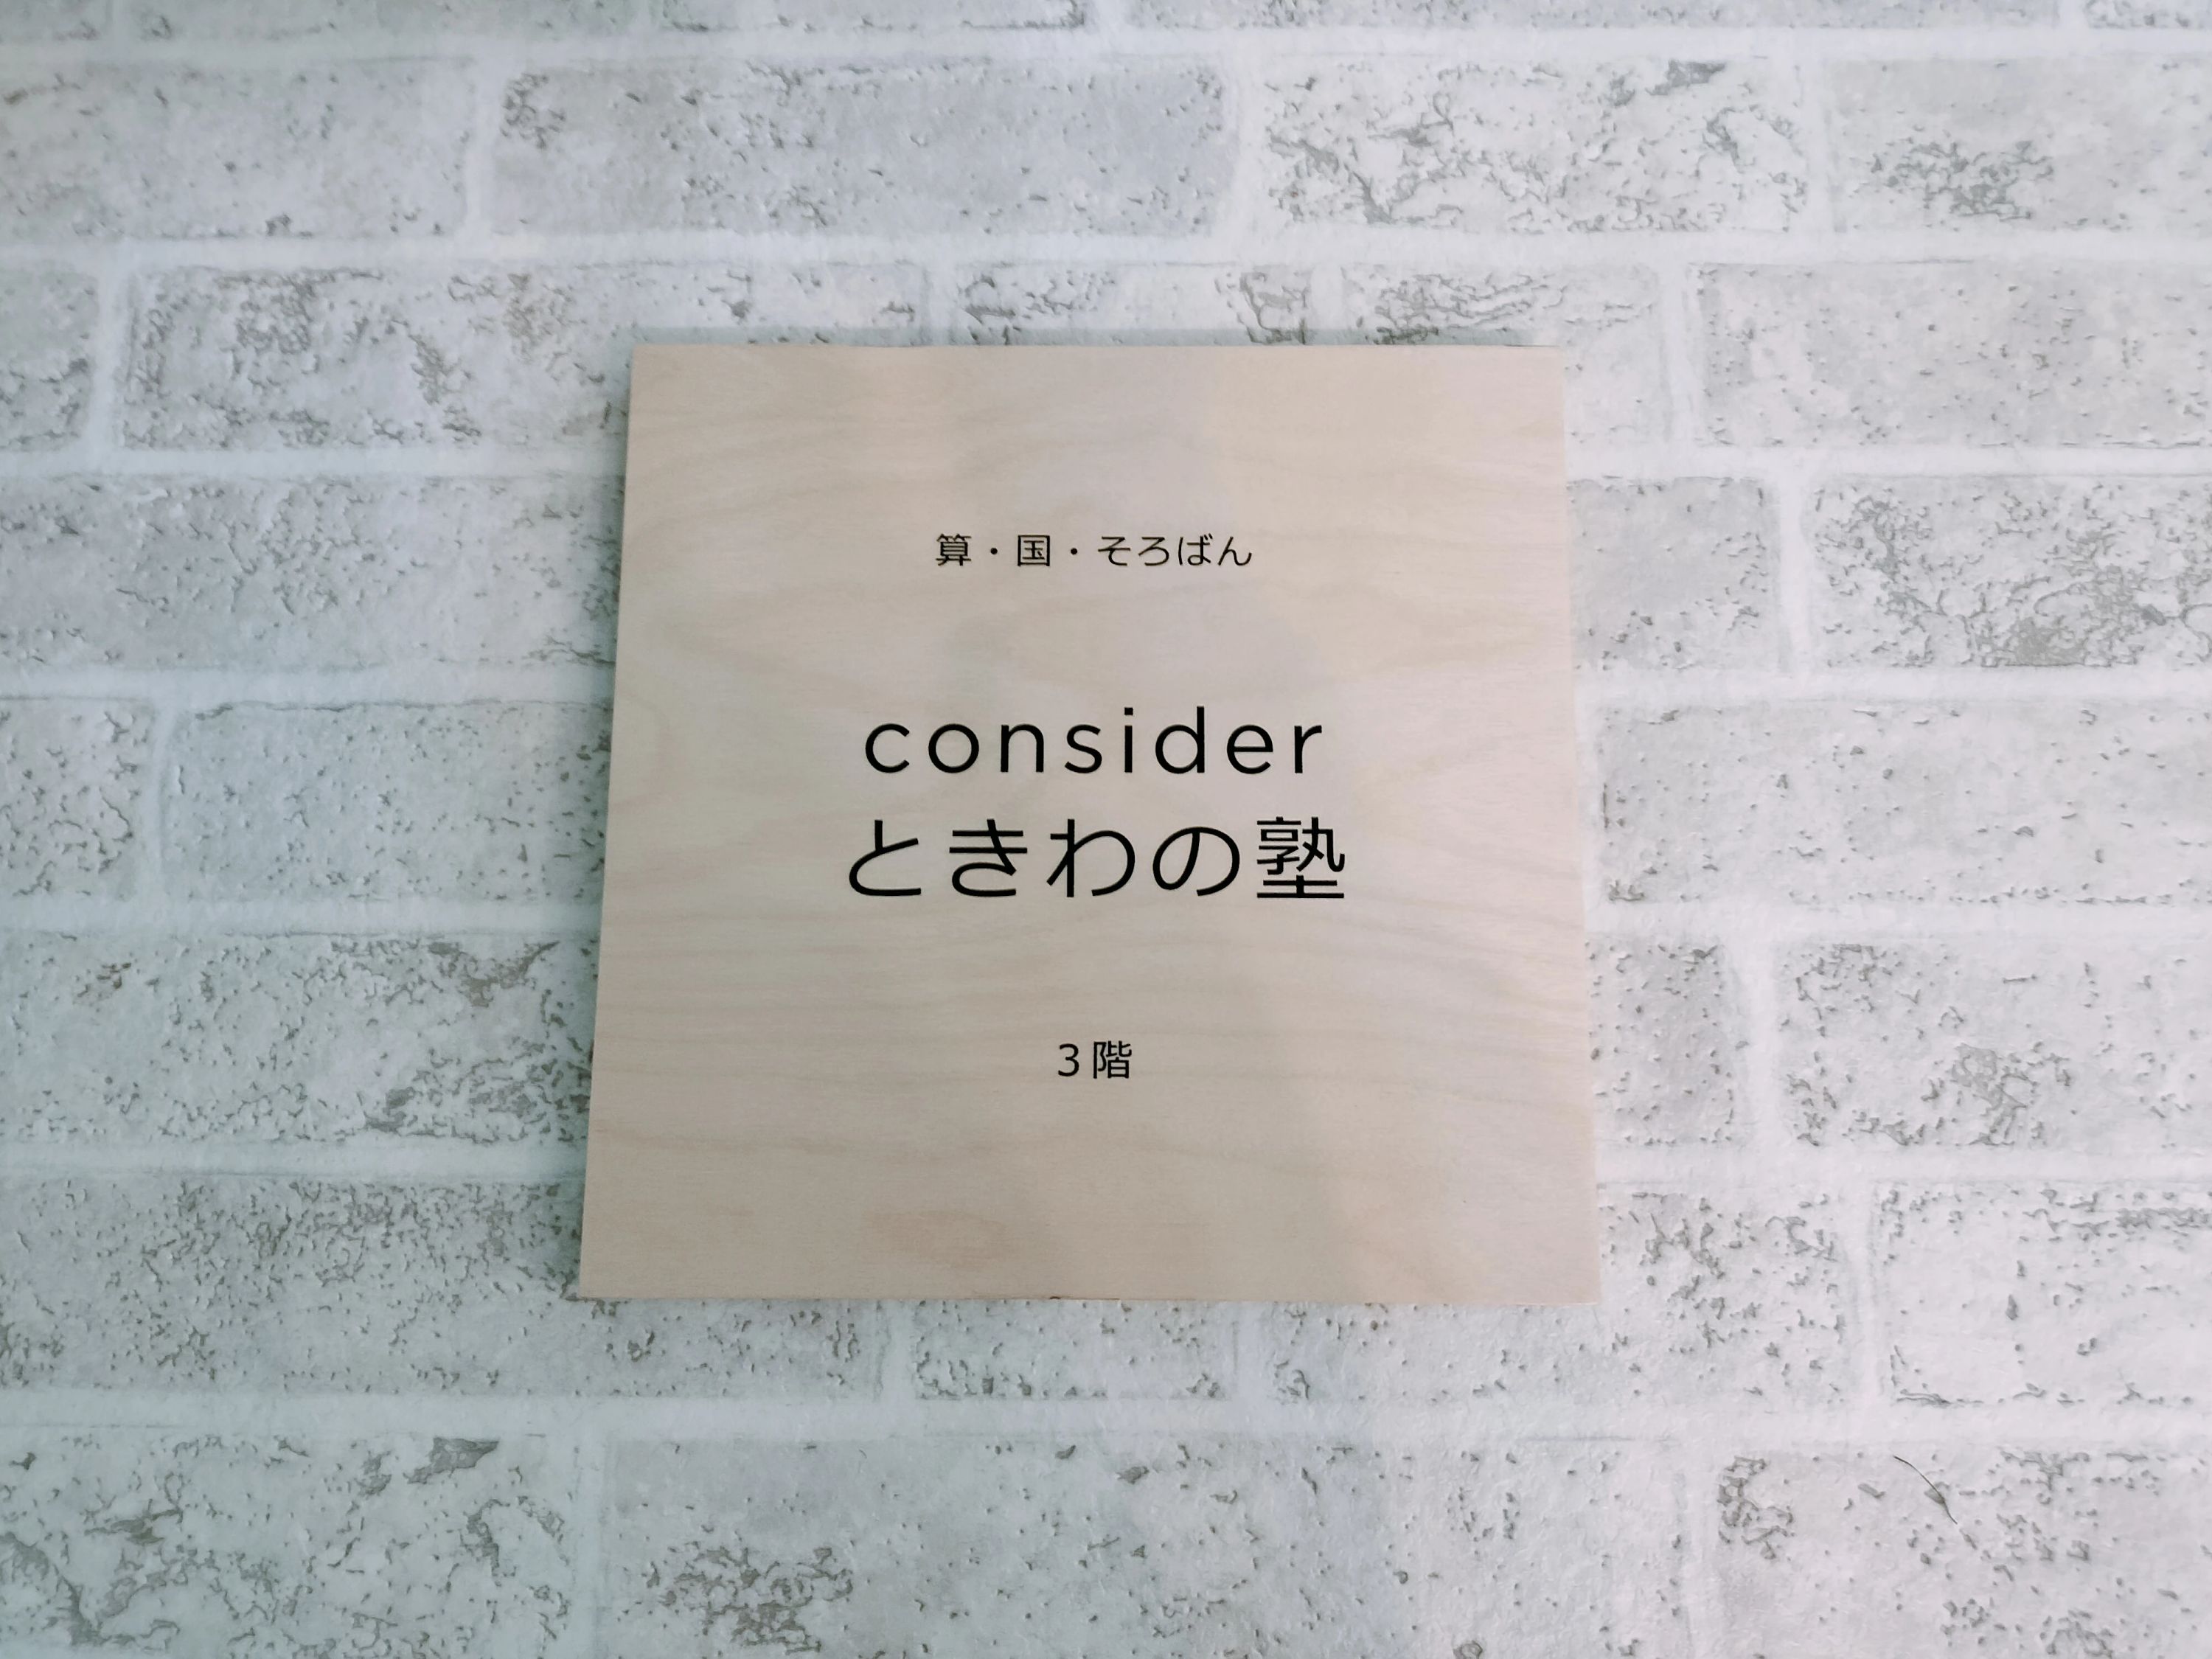 算・国・そろばん
consider
ときわの塾
3階